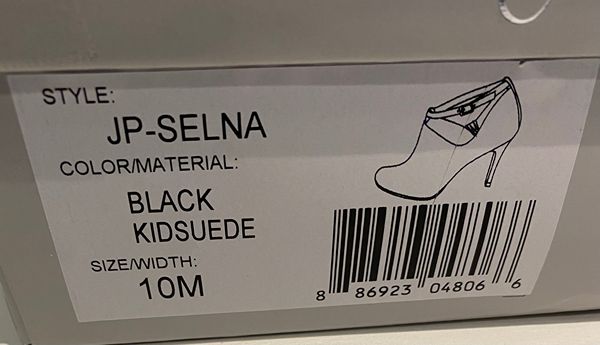 STYLE:
JP-SELNA
COLOR/MATERIAL:
BLACK
KIDSUEDE
SIZE/WIDTH:
10M
8 86923 04806 6